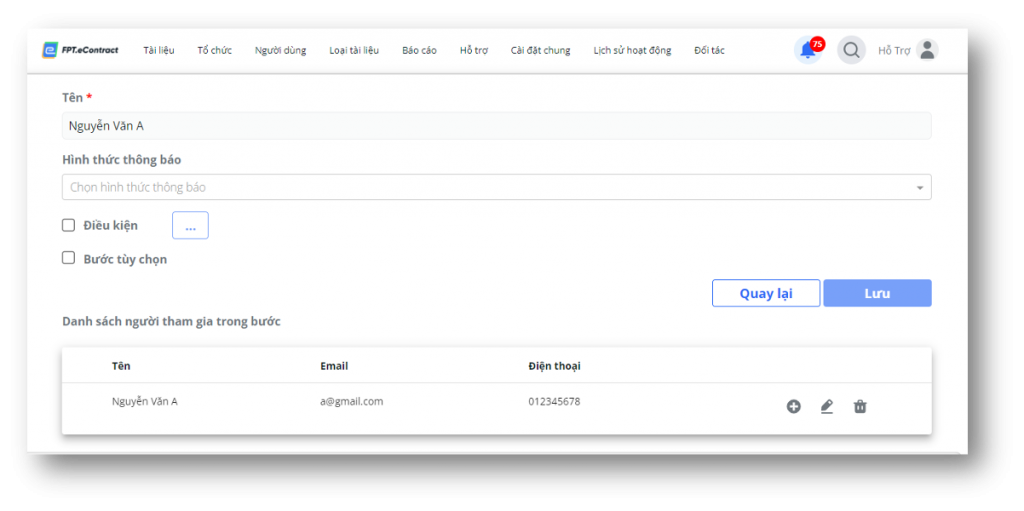 FPT.eContract Tài liệu Tổ chức Người dùng Loại tài liệu Báo cáo Hỗ trợ Cài đặt chung Lịch sử hoạt động Đối tác 75 Hỗ Trợ
Tên *
Nguyễn Văn A
Hình thức thông báo
Chọn hình thức thông báo
Điều kiện ...
Bước tùy chọn
Quay lại Lưu
Danh sách người tham gia trong bước
Tên Email Điện thoại
Nguyễn Văn A a@gmail.com 012345678